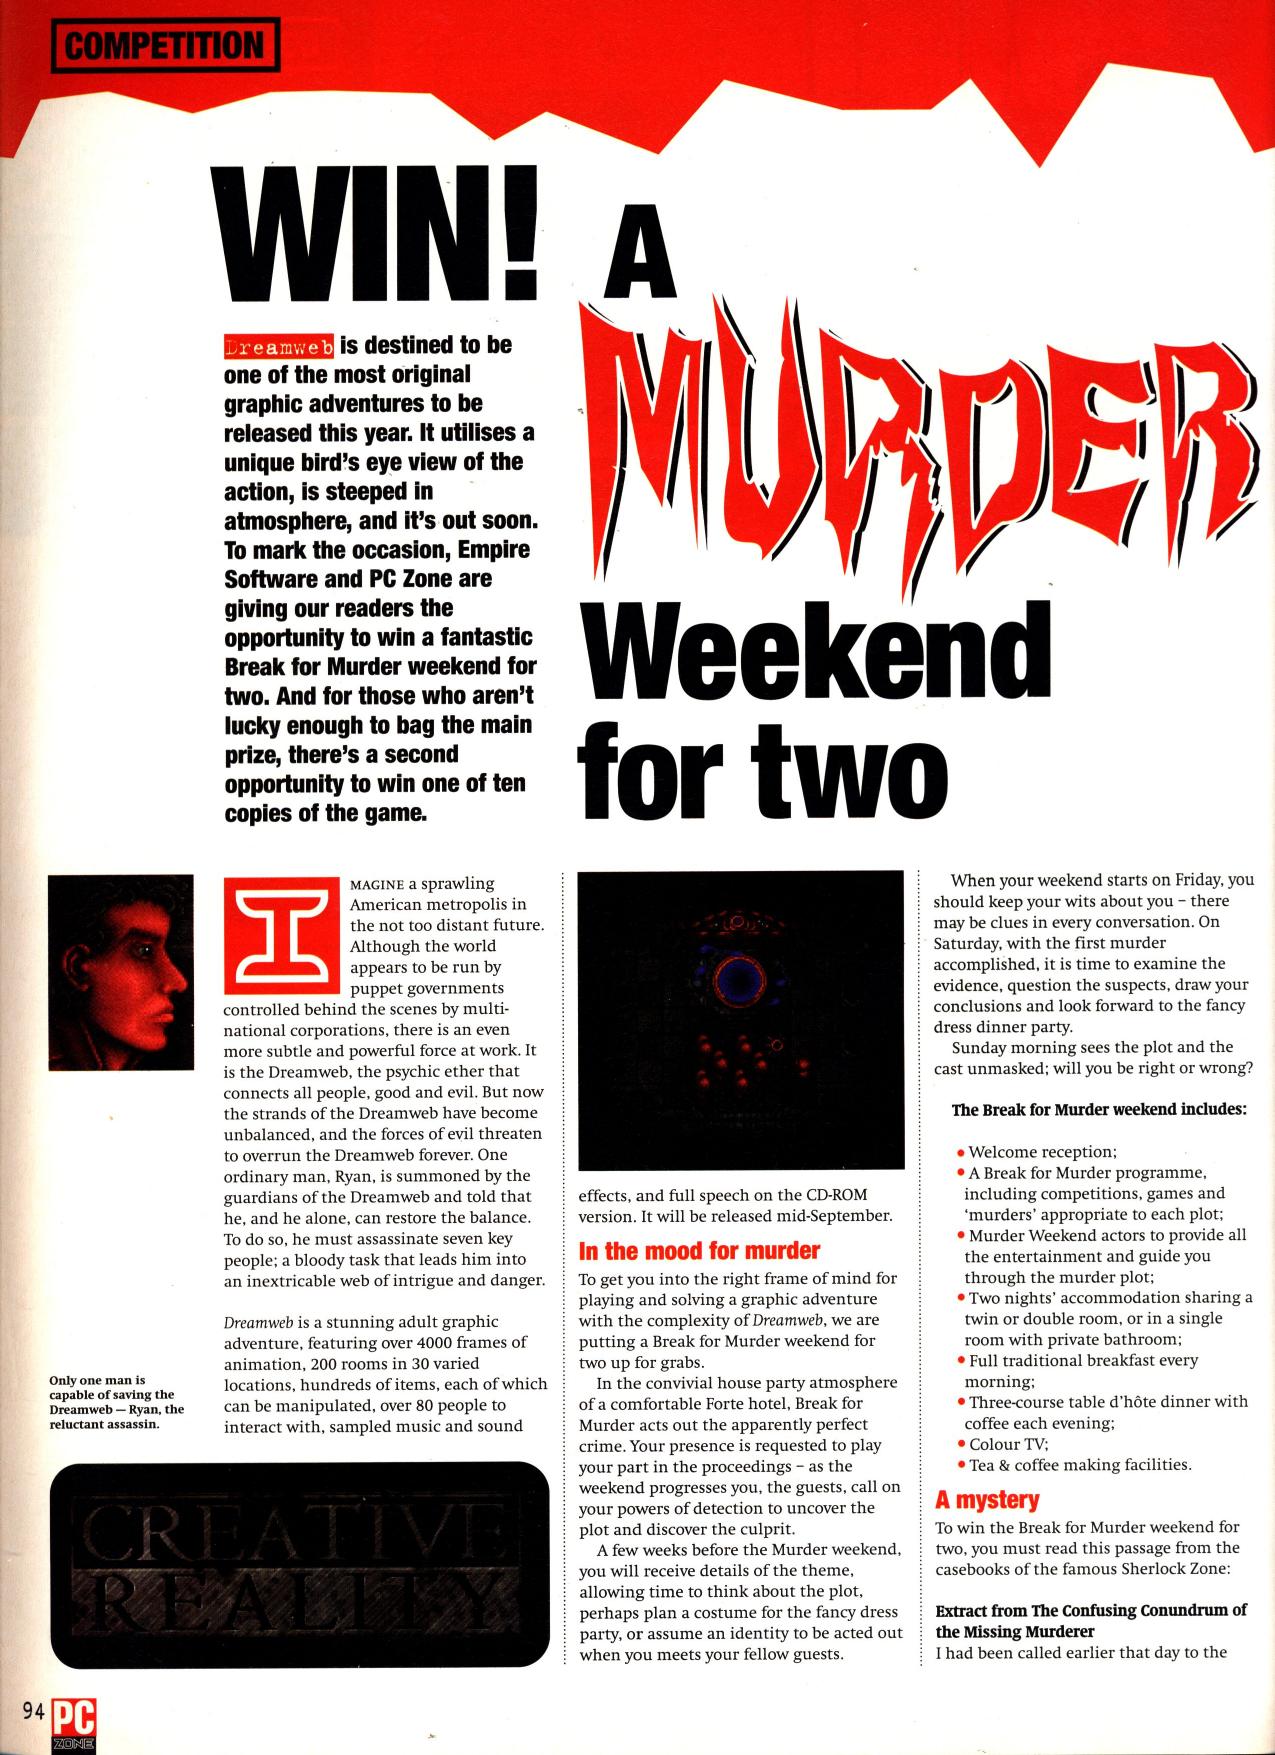 COMPETITION
WIN!
A
MURDER
Weekend
for two
Dreamweb is destined to be
one of the most original
graphic adventures to be
released this year. It utilises a
unique bird's eye view of the
action, is steeped in
atmosphere, and it's out soon.
To mark the occasion, Empire
Software and PC Zone are
giving our readers the
opportunity to win a fantastic
Break for Murder weekend for
two. And for those who aren't
lucky enough to bag the main
prize, there's a second
opportunity to win one of ten
copies of the game.
Only one man is
capable of saving the
Dreamweb — Ryan, the
reluctant assassin.
IMAGINE a sprawling
American metropolis in
the not too distant future.
Although the world
appears to be run by
puppet governments
controlled behind the scenes by multi-
national corporations, there is an even
more subtle and powerful force at work. It
is the Dreamweb, the psychic ether that
connects all people, good and evil. But now
the strands of the Dreamweb have become
unbalanced, and the forces of evil threaten
to overrun the Dreamweb forever. One
ordinary man, Ryan, is summoned by the
guardians of the Dreamweb and told that
he, and he alone, can restore the balance.
To do so, he must assassinate seven key
people; a bloody task that leads him into
an inextricable web of intrigue and danger.
Dreamweb is a stunning adult graphic
adventure, featuring over 4000 frames of
animation, 200 rooms in 30 varied
locations, hundreds of items, each of which
can be manipulated, over 80 people to
interact with, sampled music and sound
CREATIVE
REALITY
effects, and full speech on the CD-ROM
version. It will be released mid-September.
In the mood for murder
To get you into the right frame of mind for
playing and solving a graphic adventure
with the complexity of Dreamweb, we are
putting a Break for Murder weekend for
two up for grabs.
In the convivial house party atmosphere
of a comfortable Forte hotel, Break for
Murder acts out the apparently perfect
crime. Your presence is requested to play
your part in the proceedings – as the
weekend progresses you, the guests, call on
your powers of detection to uncover the
plot and discover the culprit.
A few weeks before the Murder weekend,
you will receive details of the theme,
allowing time to think about the plot,
perhaps plan a costume for the fancy dress
party, or assume an identity to be acted out
when you meets your fellow guests.
When your weekend starts on Friday, you
should keep your wits about you – there
may be clues in every conversation. On
Saturday, with the first murder
accomplished, it is time to examine the
evidence, question the suspects, draw your
conclusions and look forward to the fancy
dress dinner party.
Sunday morning sees the plot and the
cast unmasked; will you be right or wrong?
The Break for Murder weekend includes:
• Welcome reception;
• A Break for Murder programme,
including competitions, games and
'murders' appropriate to each plot;
• Murder Weekend actors to provide all
the entertainment and guide you
through the murder plot;
• Two nights' accommodation sharing a
twin or double room, or in a single
room with private bathroom;
• Full traditional breakfast every
morning;
• Three-course table d'hôte dinner with
coffee each evening;
• Colour TV;
• Tea & coffee making facilities.
A mystery
To win the Break for Murder weekend for
two, you must read this passage from the
casebooks of the famous Sherlock Zone:
Extract from The Confusing Conundrum of
the Missing Murderer
I had been called earlier that day to the
94 PC
ZONE